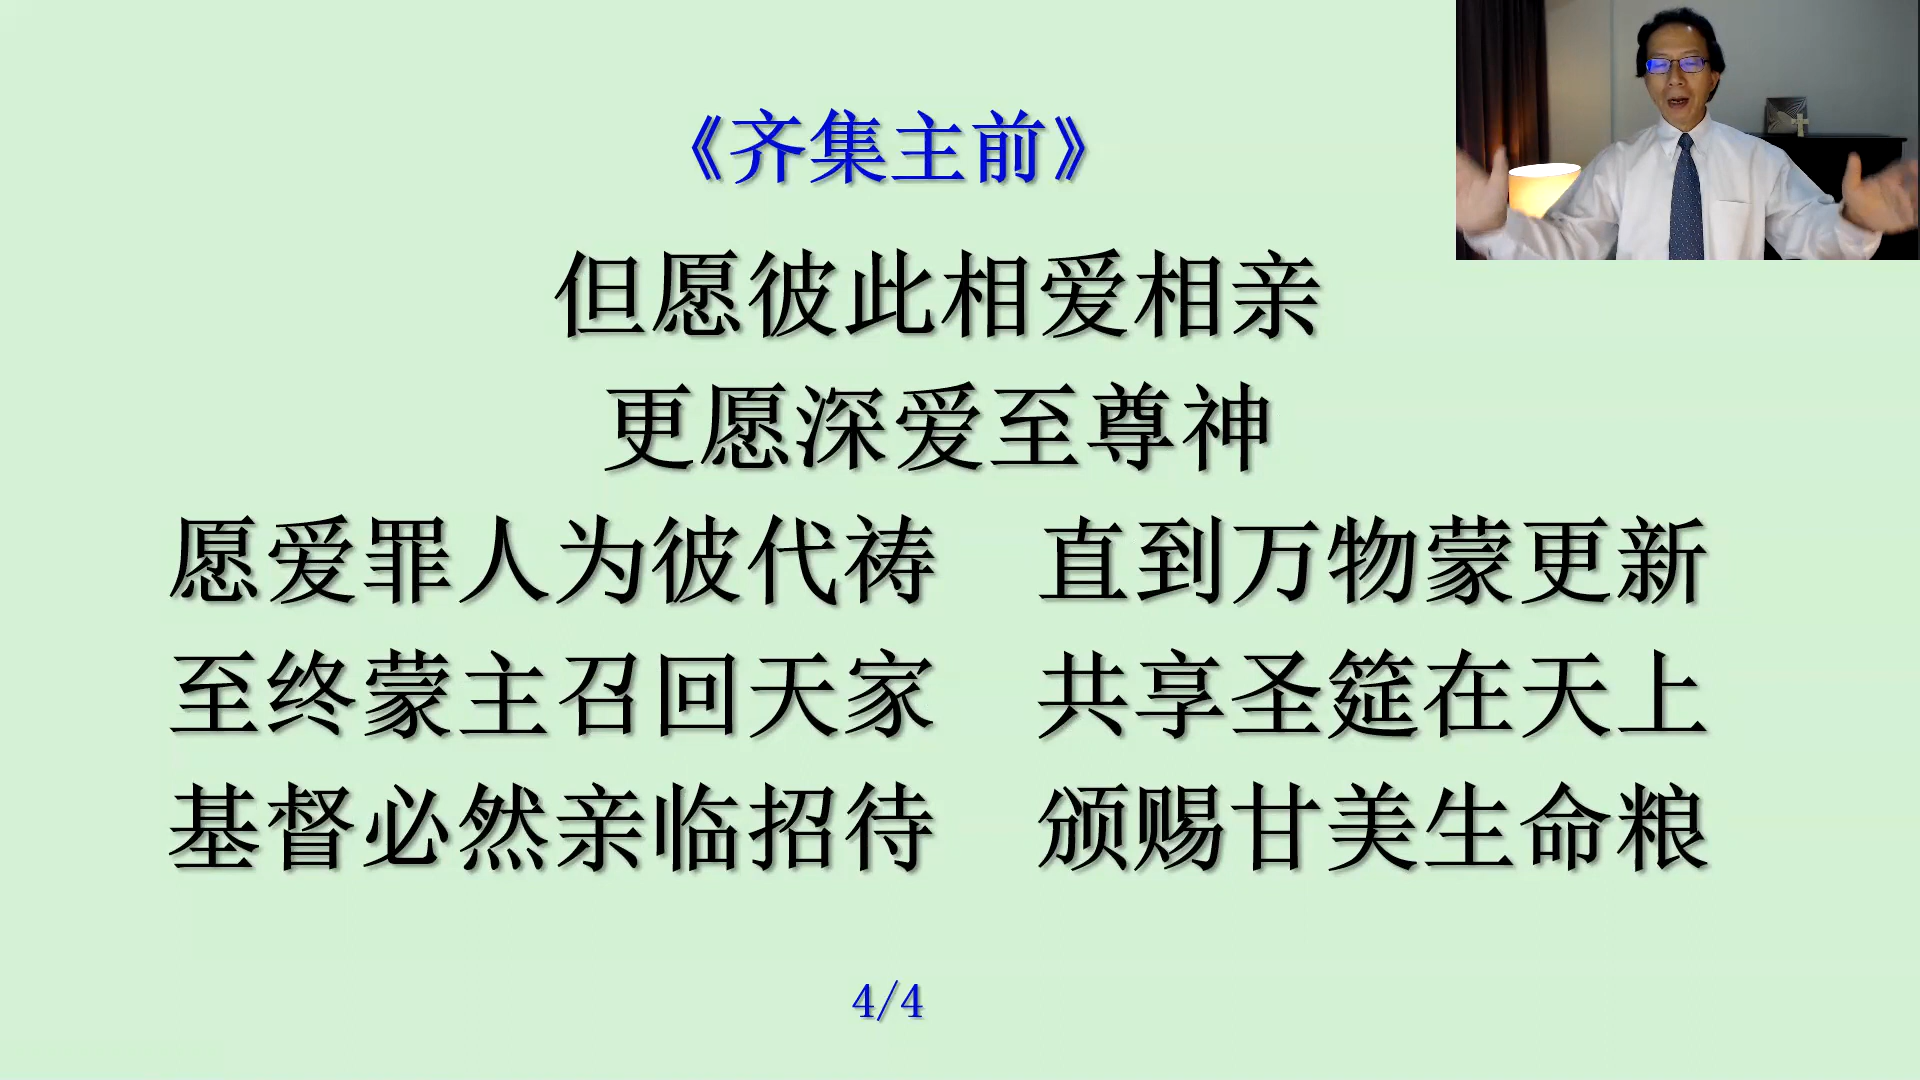 《齐集主前》
但愿彼此相爱相亲
更愿深爱至尊神
愿爱罪人为彼代祷 直到万物蒙更新
至终蒙主召回天家 共享圣筵在天上
基督必然亲临招待 颁赐甘美生命粮
4/4